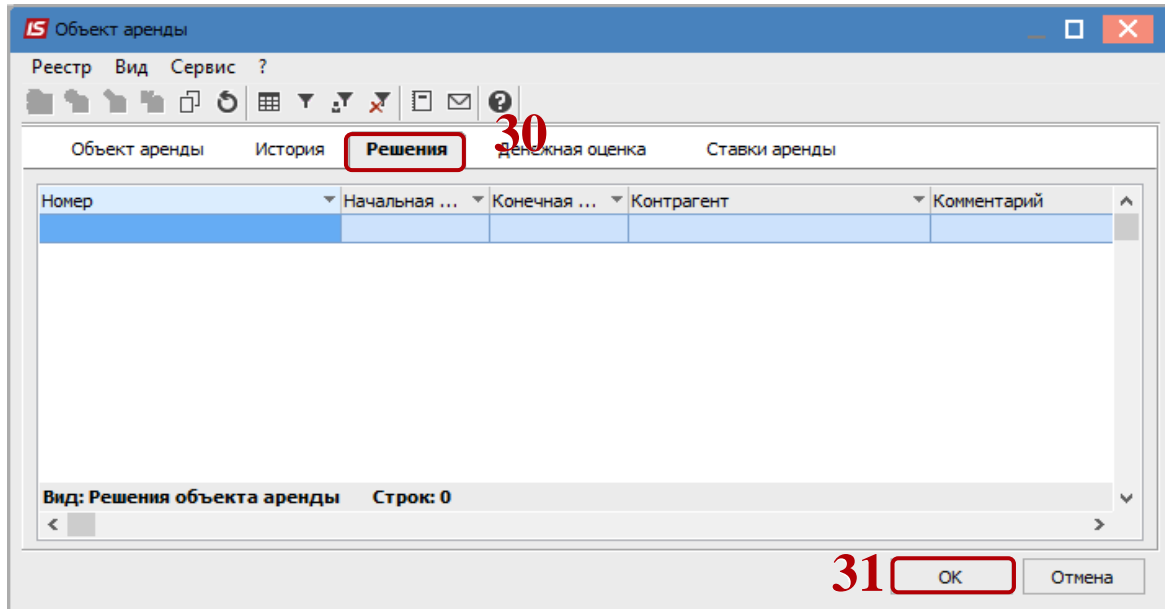 IS Объект аренды
Реестр Вид Сервис ?
30
Объект аренды История Решения Денежная оценка Ставки аренды
Номер Начальная ... Конечная ... Контрагент Комментарий
Вид: Решения объекта аренды Строк: 0
31 OK Отмена